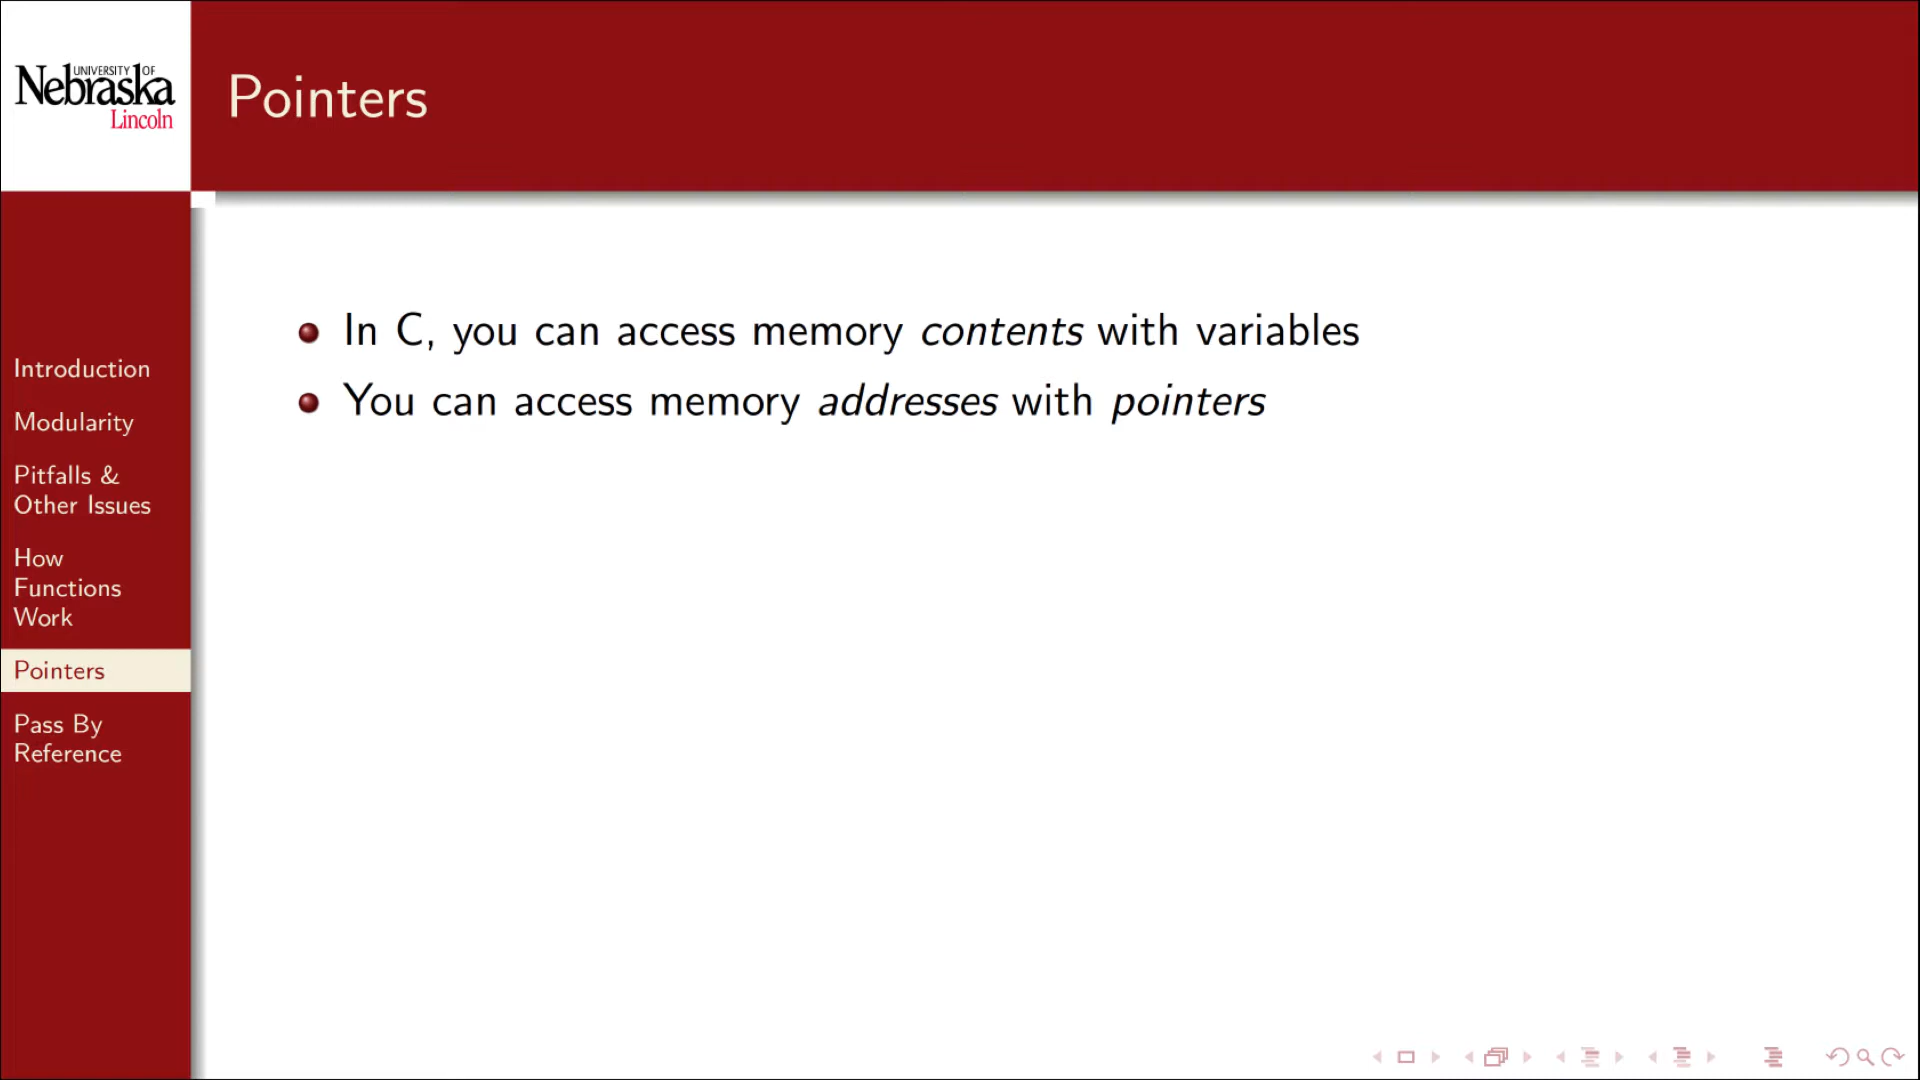 UNIVERSITY OF
Nebraska
Lincoln
Pointers
Introduction
Modularity
Pitfalls &
Other Issues
How
Functions
Work
Pointers
Pass By
Reference
In C, you can access memory contents with variables
You can access memory addresses with pointers